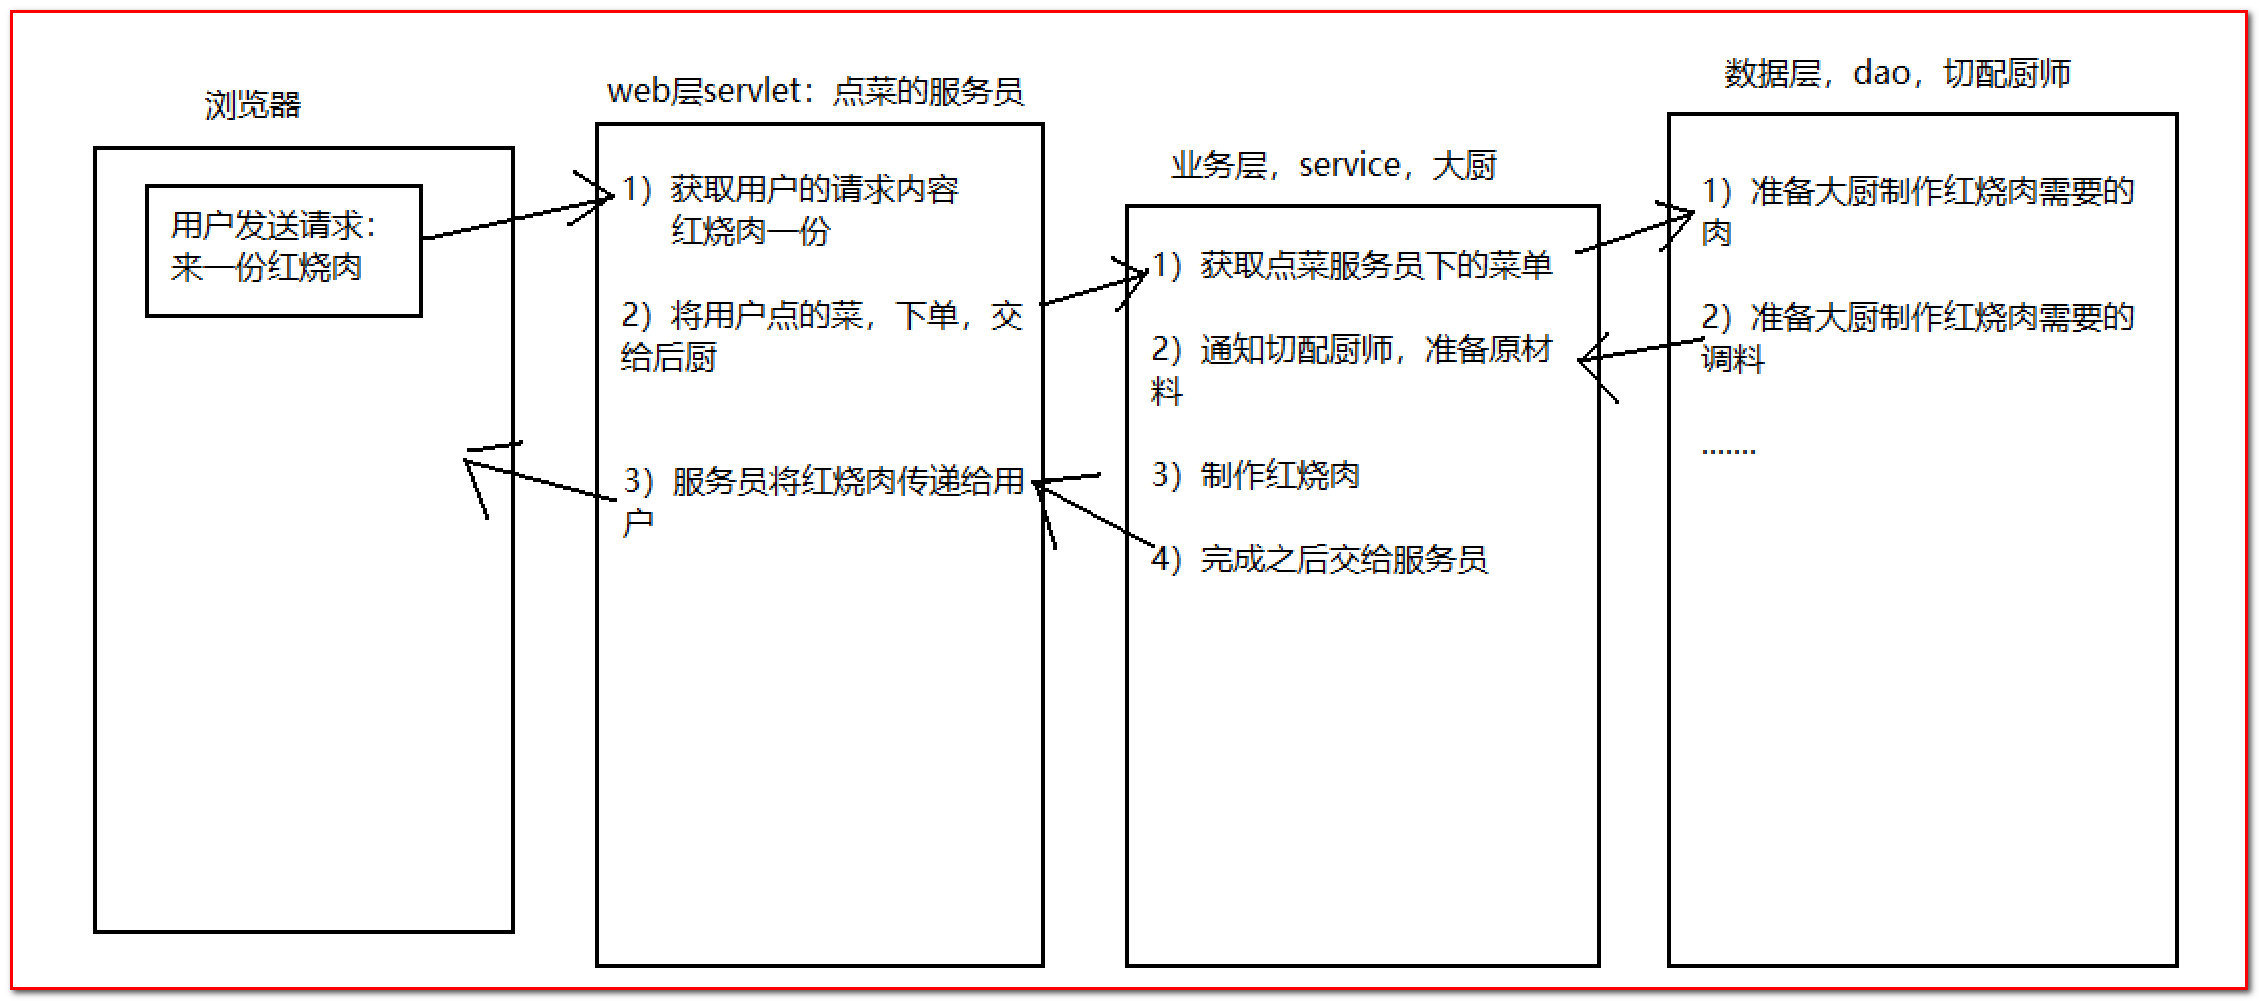 浏览器
用户发送请求：
来一份红烧肉
web层servlet：点菜的服务员
1）获取用户的请求内容
红烧肉一份
2）将用户点的菜，下单，交
给后厨
3）服务员将红烧肉传递给用
户
业务层，service，大厨
1）获取点菜服务员下的菜单
2）通知切配厨师，准备原材
料
3）制作红烧肉
4）完成之后交给服务员
数据层，dao，切配厨师
1）准备大厨制作红烧肉需要的
肉
2）准备大厨制作红烧肉需要的
调料
.......